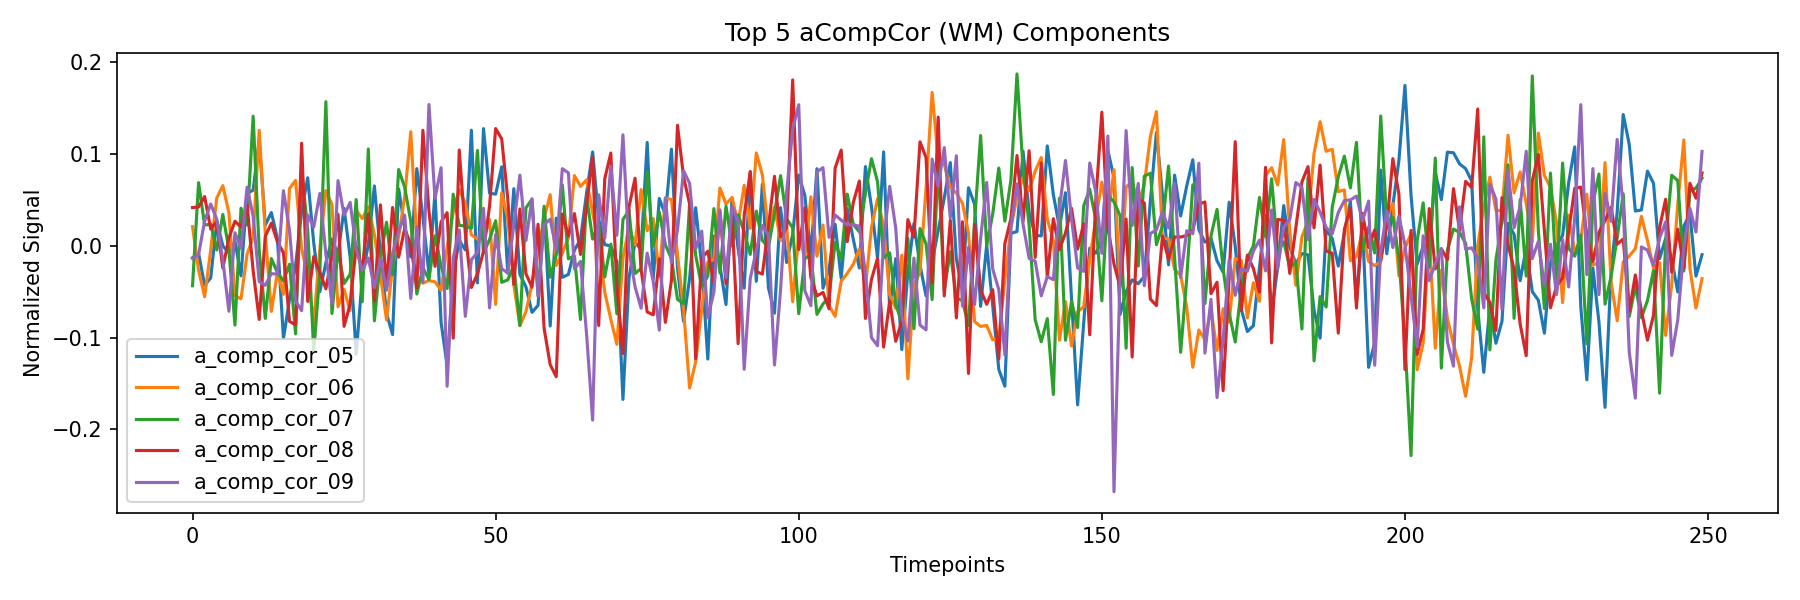 Top 5 aCompCor (WM) Components
Normalized Signal
0.2
0.1
0.0
−0.1
−0.2
a_comp_cor_05
a_comp_cor_06
a_comp_cor_07
a_comp_cor_08
a_comp_cor_09
0 50 100 150 200 250
Timepoints